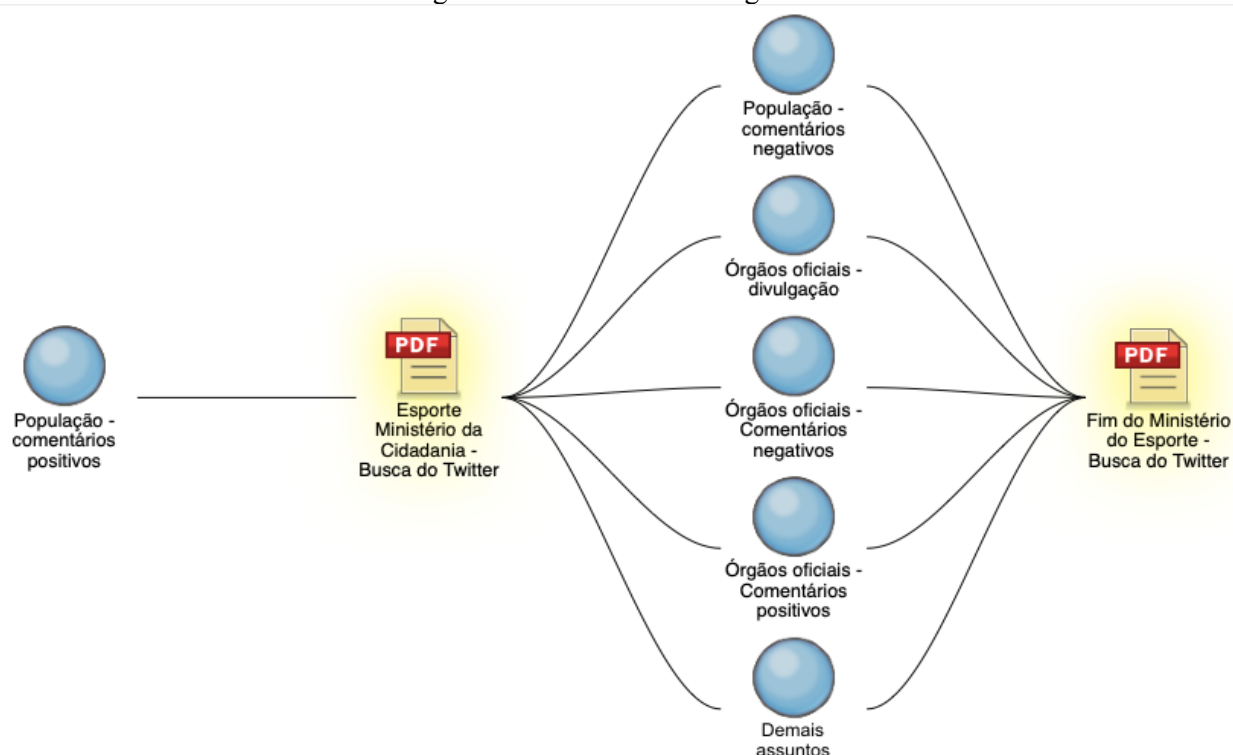 População -
comentários
negativos
Órgãos oficiais -
divulgação
População -
comentários
positivos
PDF
Esporte
Ministério da
Cidadania -
Busca do Twitter
Órgãos oficiais -
Comentários
negativos
PDF
Fim do Ministério
do Esporte -
Busca do Twitter
Órgãos oficiais -
Comentários
positivos
Demais
assuntos